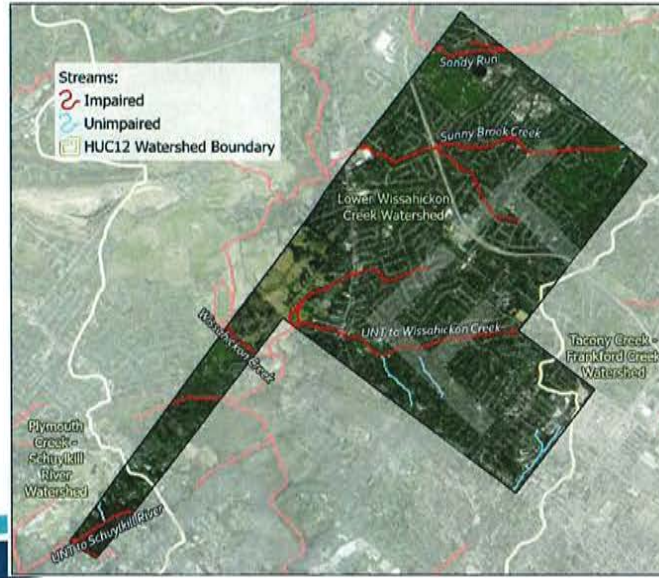 Streams:
Impaired
Unimpaired
HUC12 Watershed Boundary
Sandy Run
Sunny Brook Creek
Lower Wissahickon
Creek Watershed
Wissahickon Creek
UNT to Wissahickon Creek
Tacony Creek -
Frankford Creek
Watershed
Plymouth
Creek -
Schuylkill
River
Watershed
UNT to Schuylkill River